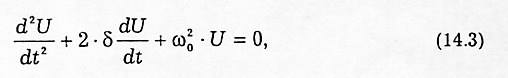 d²U/dt² + 2 · δ dU/dt + ω₀² · U = 0, (14.3)